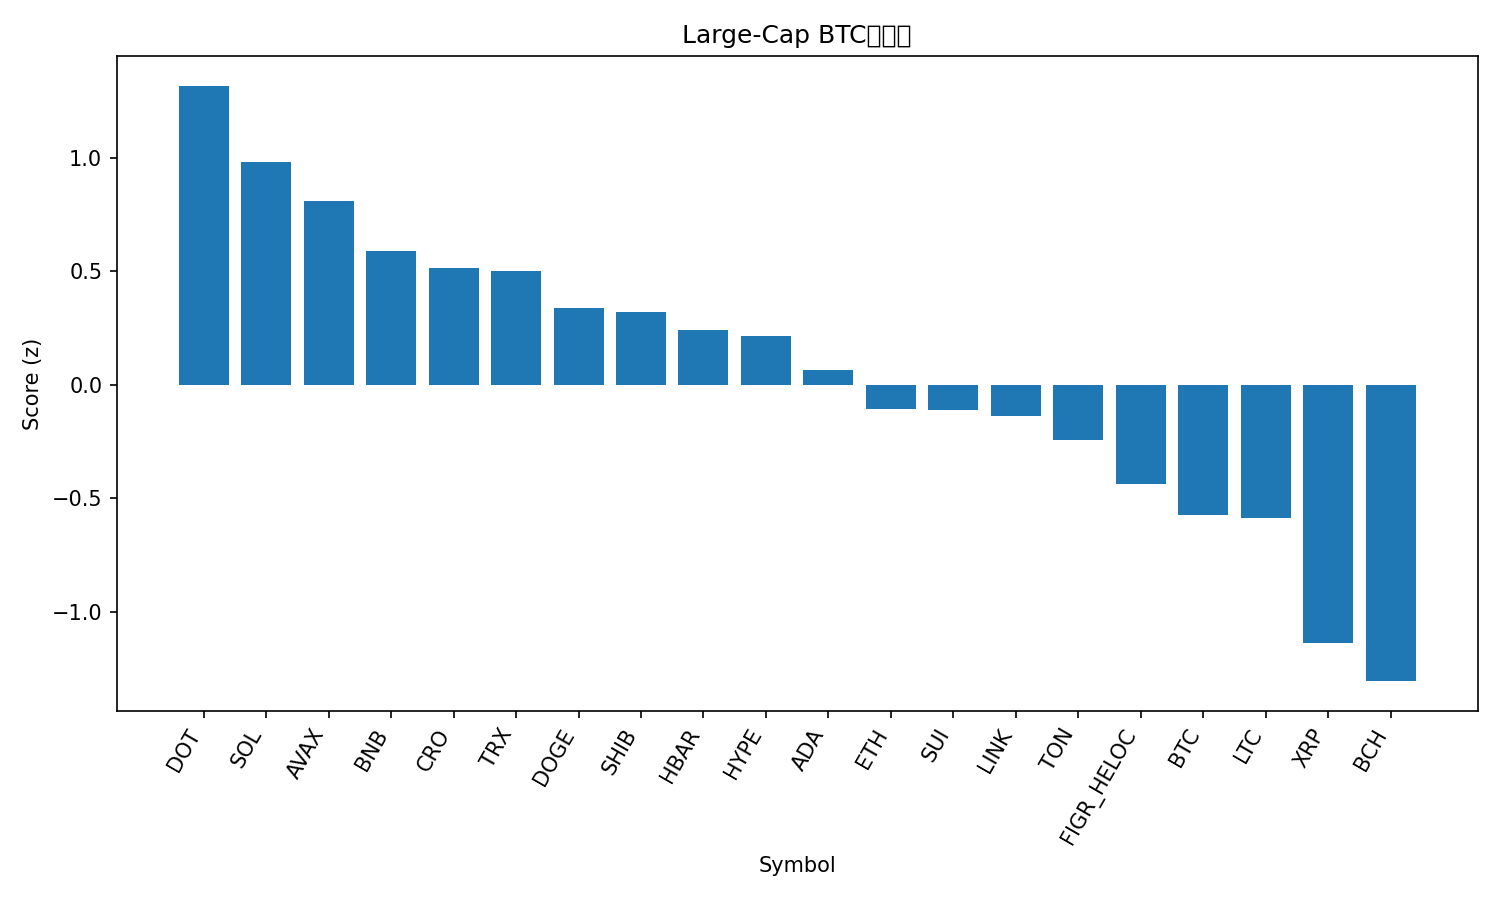 Large-Cap BTC
1.0
0.5
0.0
−0.5
−1.0
Score (z)
DOT
SOL
AVAX
BNB
CRO
TRX
DOGE
SHIB
HBAR
HYPE
ADA
ETH
SUI
LINK
TON
FIGR_HELOC
BTC
LTC
XRP
BCH
Symbol